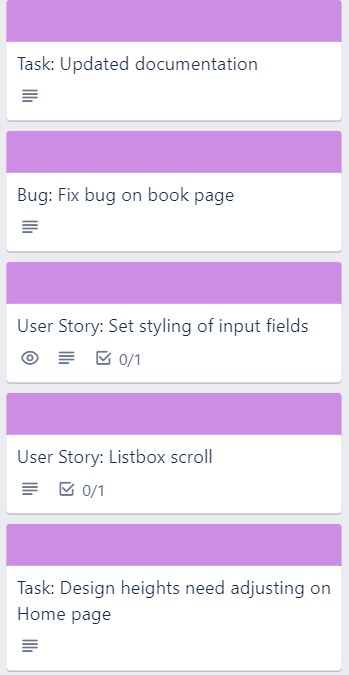 Task: Updated documentation
Bug: Fix bug on book page
User Story: Set styling of input fields
0/1
User Story: Listbox scroll
0/1
Task: Design heights need adjusting on
Home page